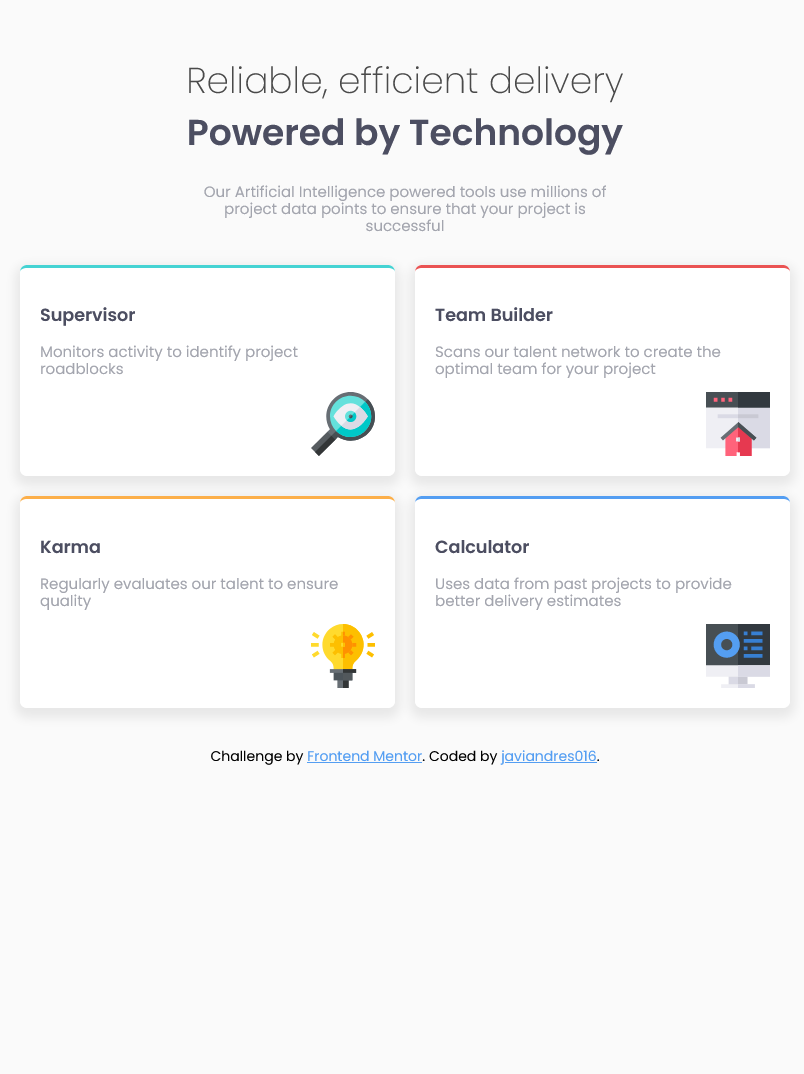 Reliable, efficient delivery
Powered by Technology
Our Artificial Intelligence powered tools use millions of
project data points to ensure that your project is
successful
Supervisor
Monitors activity to identify project
roadblocks
Team Builder
Scans our talent network to create the
optimal team for your project
Karma
Regularly evaluates our talent to ensure
quality
Calculator
Uses data from past projects to provide
better delivery estimates
Challenge by Frontend Mentor. Coded by javiandres016.